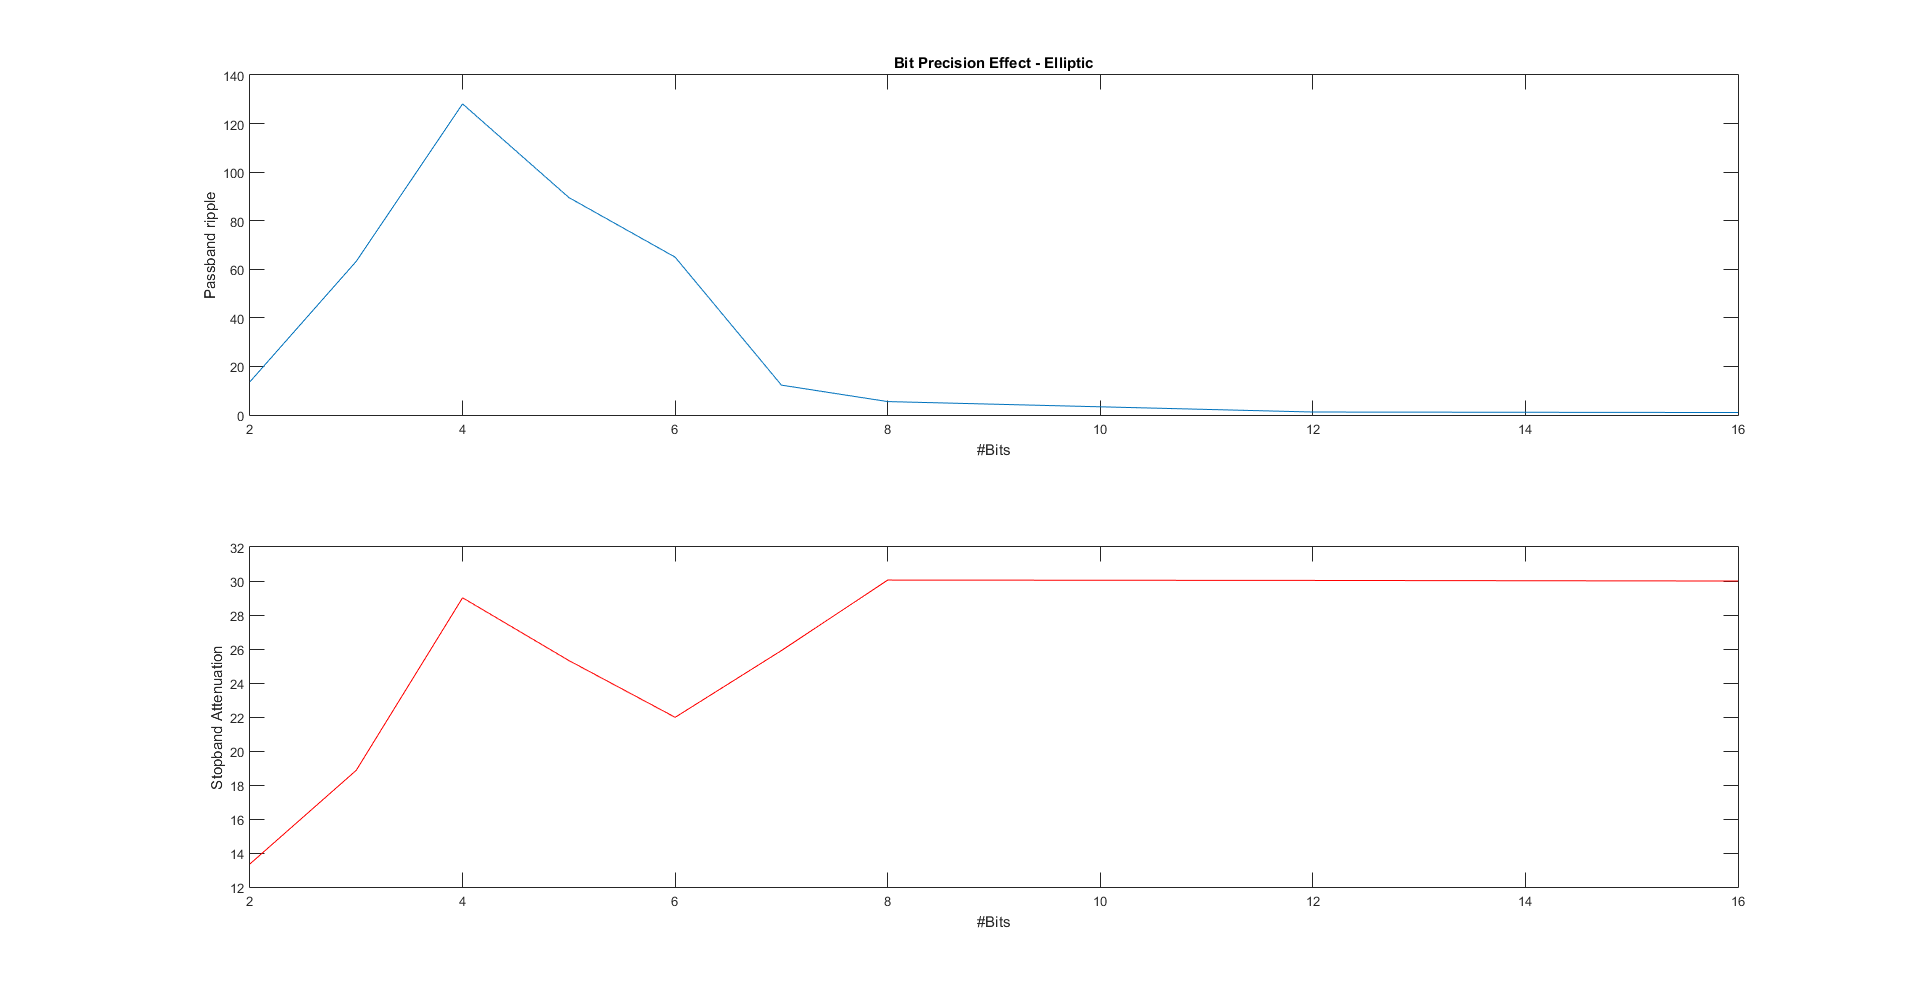 Bit Precision Effect - Elliptic
140
120
100
80
60
40
20
0
Passband ripple
2 4 6 8 10 12 14 16
#Bits
32
30
28
26
24
22
20
18
16
14
12
Stopband Attenuation
2 4 6 8 10 12 14 16
#Bits